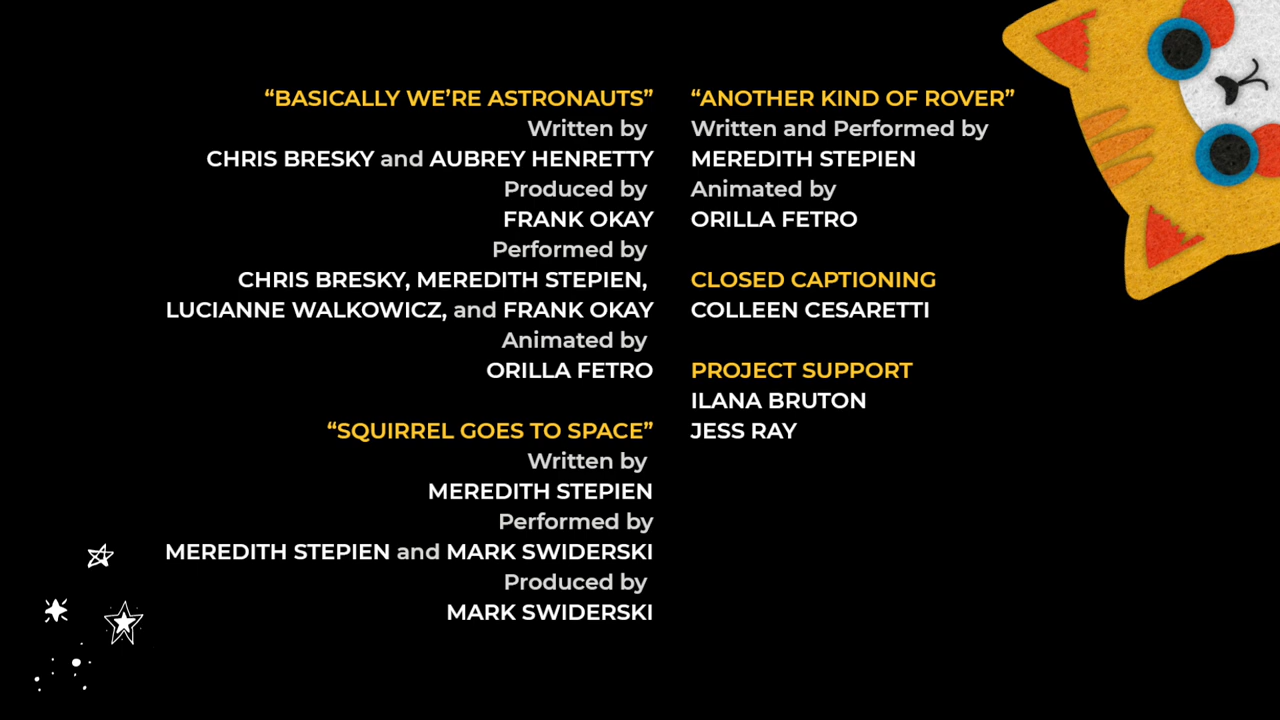 “BASICALLY WE’RE ASTRONAUTS”
Written by
CHRIS BRESKY and AUBREY HENRETTY
Produced by
FRANK OKAY
Performed by
CHRIS BRESKY, MEREDITH STEPIEN,
LUCIANNE WALKOWICZ, and FRANK OKAY
Animated by
ORILLA FETRO
“SQUIRREL GOES TO SPACE”
Written by
MEREDITH STEPIEN
Performed by
MEREDITH STEPIEN and MARK SWIDERSKI
Produced by
MARK SWIDERSKI
“ANOTHER KIND OF ROVER”
Written and Performed by
MEREDITH STEPIEN
Animated by
ORILLA FETRO
CLOSED CAPTIONING
COLLEEN CESARETTI
PROJECT SUPPORT
ILANA BRUTON
JESS RAY